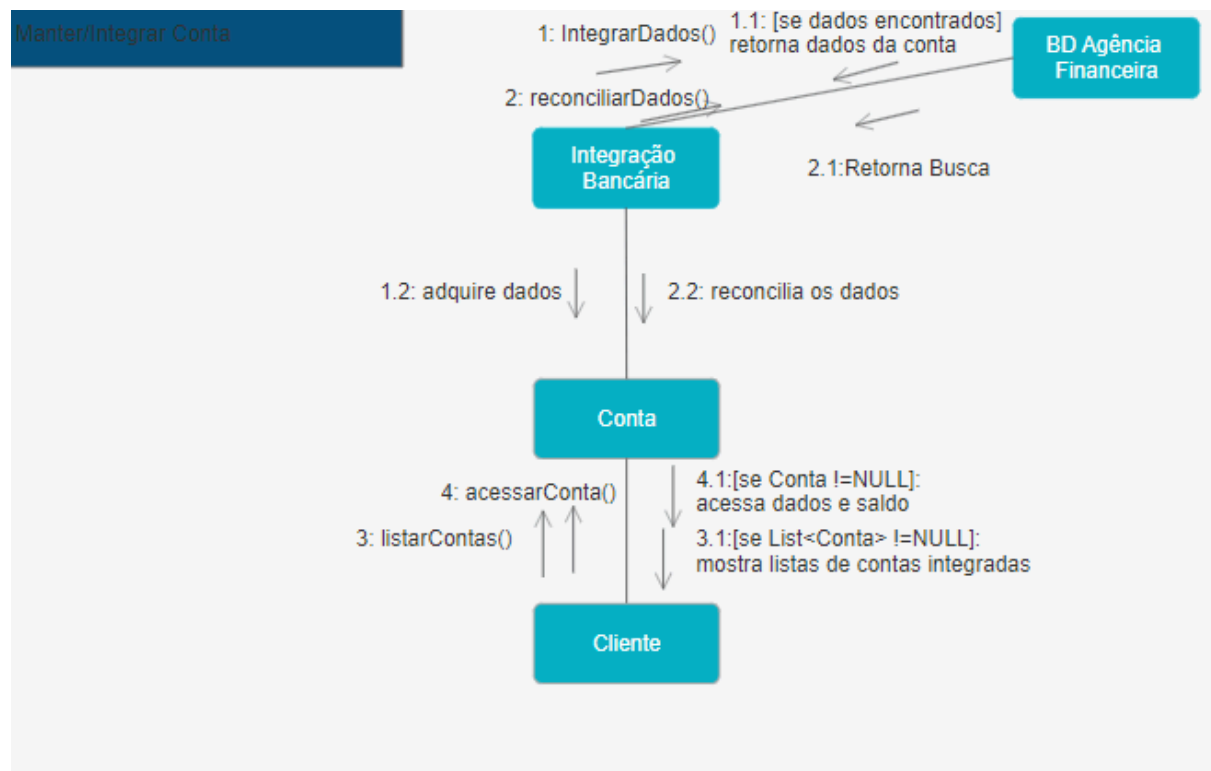 Manter/Integrar Conta
1: IntegrarDados()
1.1: [se dados encontrados]
retorna dados da conta
BD Agência
Financeira
2: reconciliarDados()
Integração
Bancária
2.1:Retorna Busca
1.2: adquire dados
2.2: reconcilia os dados
Conta
4: acessarConta()
4.1:[se Conta !=NULL]:
acessa dados e saldo
3: listarContas()
3.1:[se List<Conta> !=NULL]:
mostra listas de contas integradas
Cliente